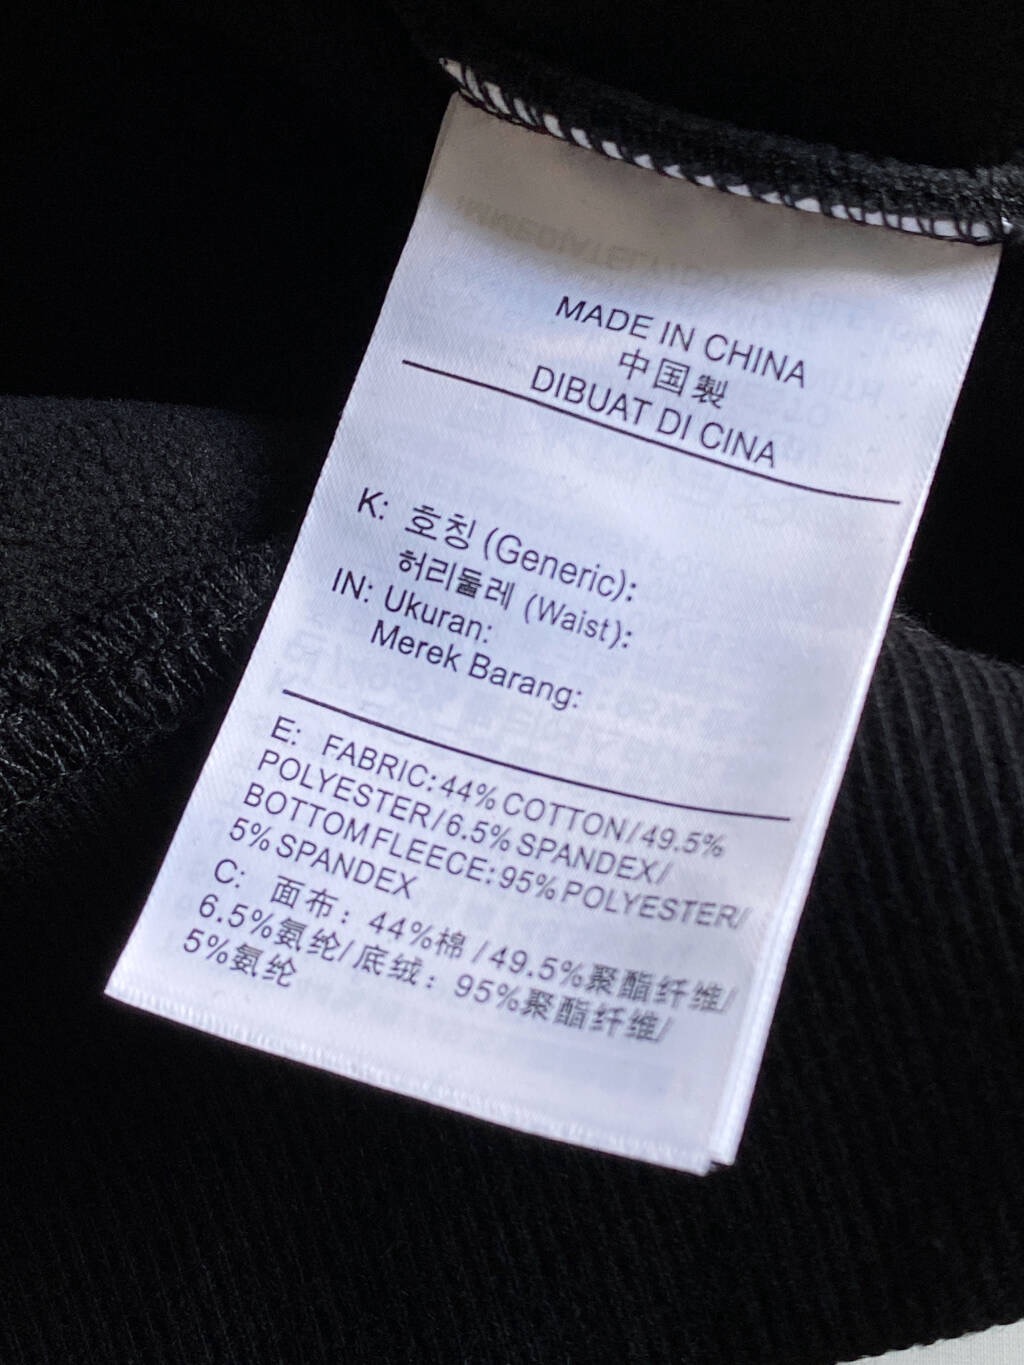 MADE IN CHINA
中国製
DIBUAT DI CINA
K: 호칭 (Generic):
허리둘레 (Waist):
IN: Ukuran:
Merek Barang:
E: FABRIC:44% COTTON/49.5%
POLYESTER/6.5% SPANDEX/
BOTTOM FLEECE:95% POLYESTER/
5% SPANDEX
C: 面布：44%棉/49.5%聚酯纤维/
6.5%氨纶/底绒：95%聚酯纤维/
5%氨纶